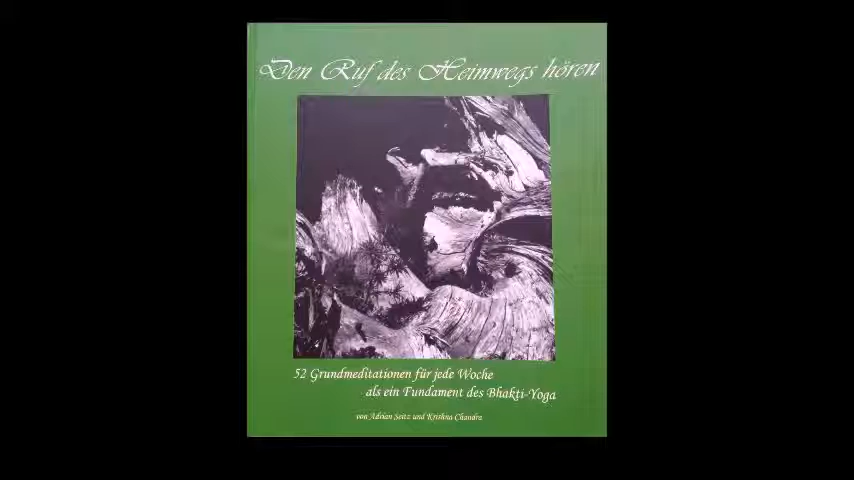 Den Ruf des Heimwegs hören
52 Grundmeditationen für jede Woche
als ein Fundament des Bhakti-Yoga
von Adrian Seitz und Krishna Chandra